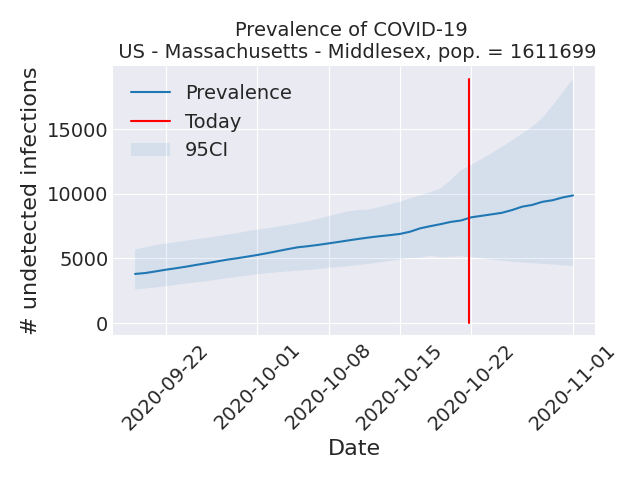 Prevalence of COVID-19
US - Massachusetts - Middlesex, pop. = 1611699
# undetected infections
15000
10000
5000
0
Prevalence
Today
95CI
2020-09-22
2020-10-01
2020-10-08
2020-10-15
2020-10-22
2020-11-01
Date